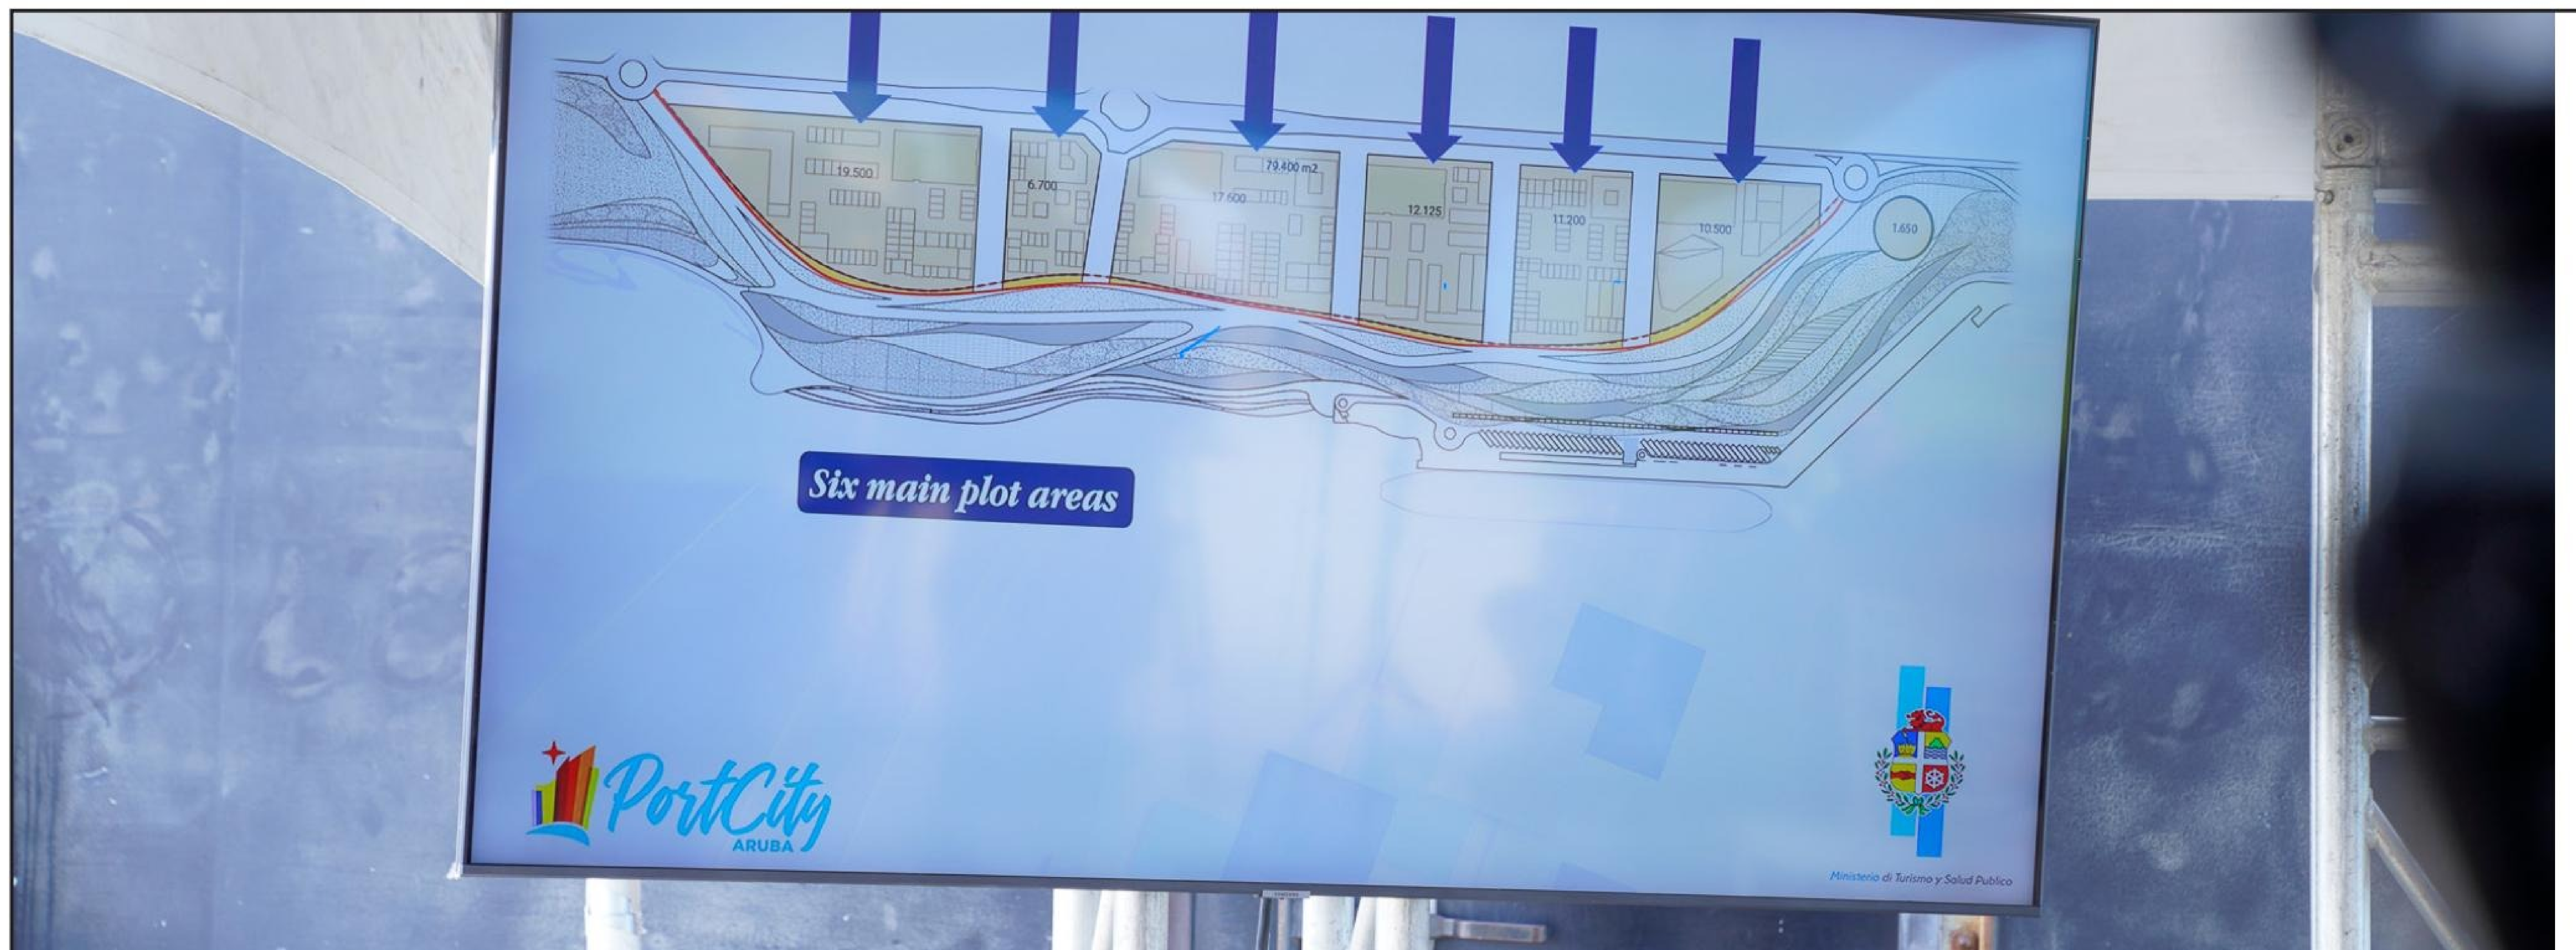 19.500
6.700
79.400 m2
17.600
12.125
11.200
10.500
1.650
Six main plot areas
PortCity
ARUBA
Ministerio di Turismo y Salud Publico